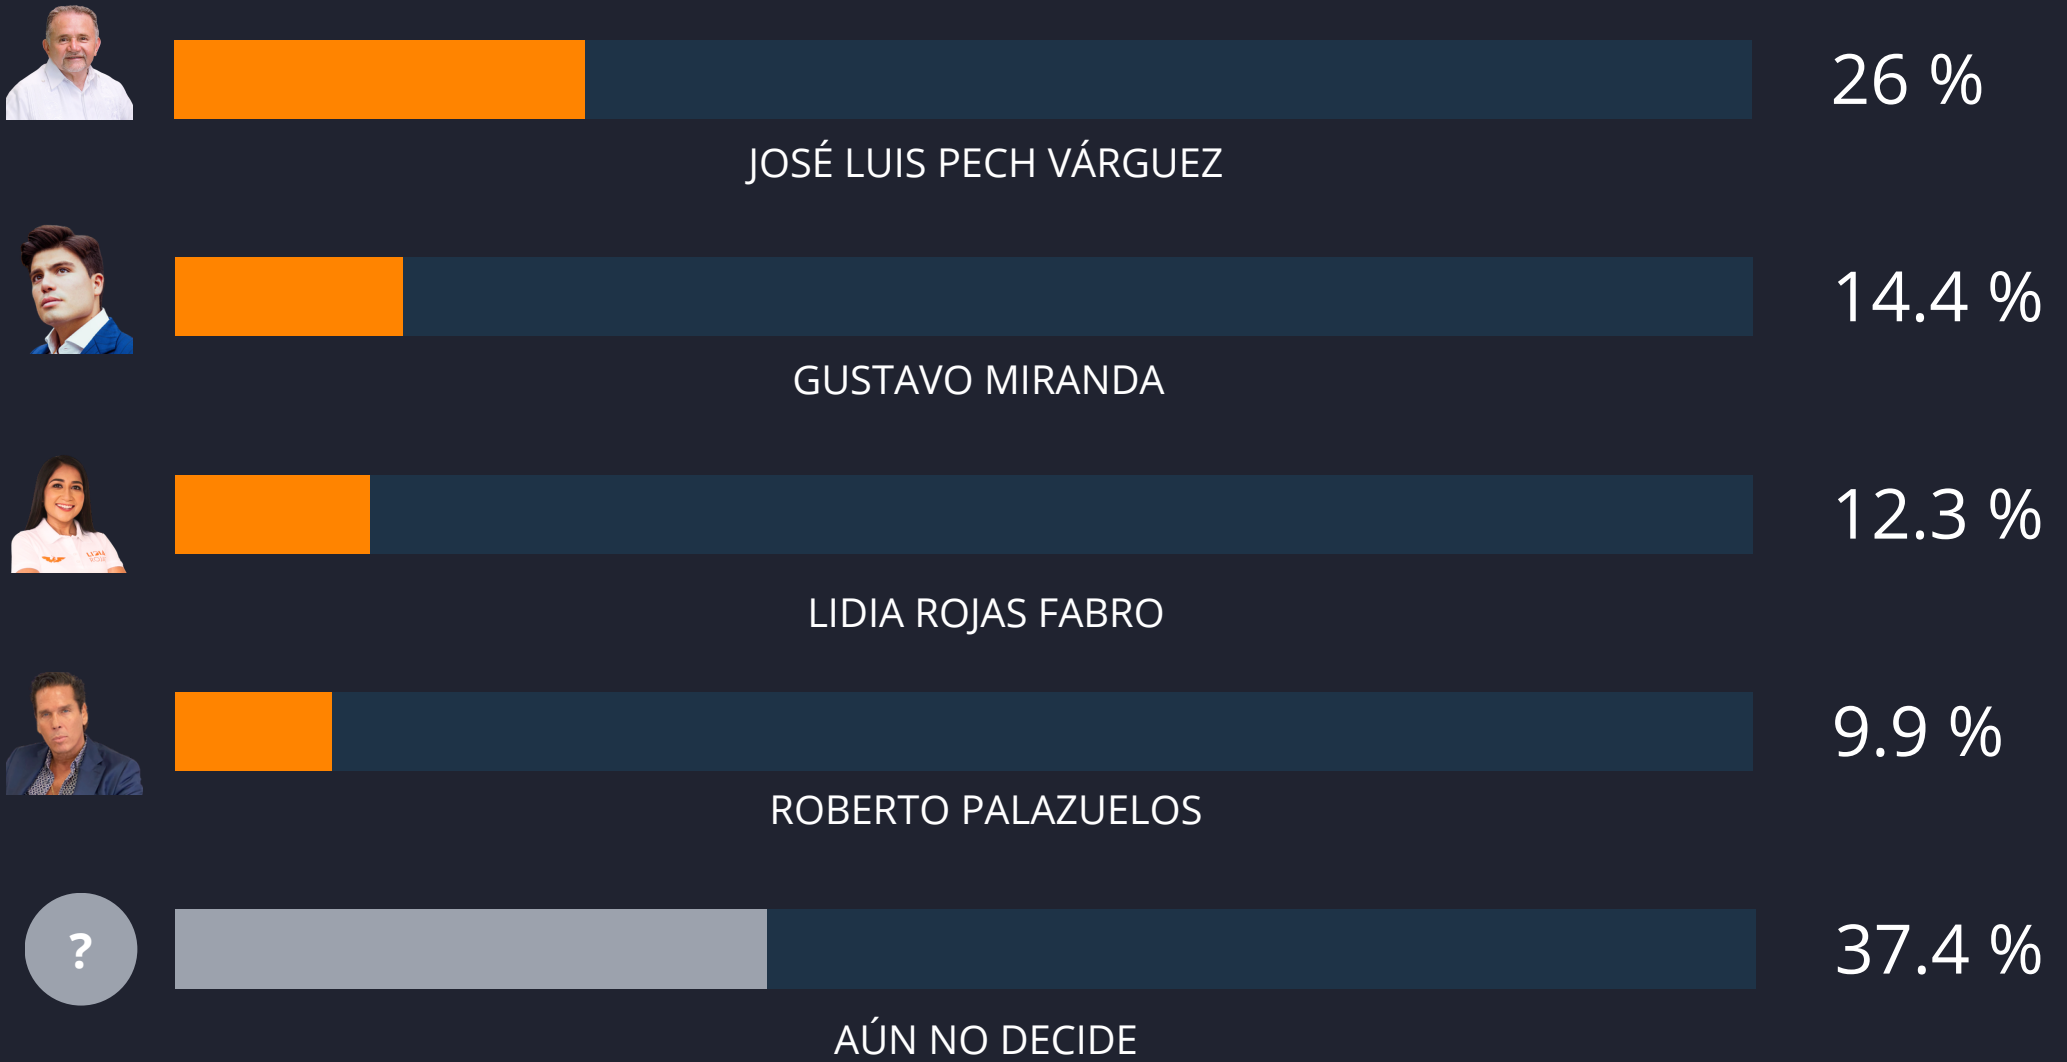 26 %
JOSÉ LUIS PECH VÁRGUEZ
14.4 %
GUSTAVO MIRANDA
12.3 %
LIDIA ROJAS FABRO
9.9 %
ROBERTO PALAZUELOS
?
37.4 %
AÚN NO DECIDE